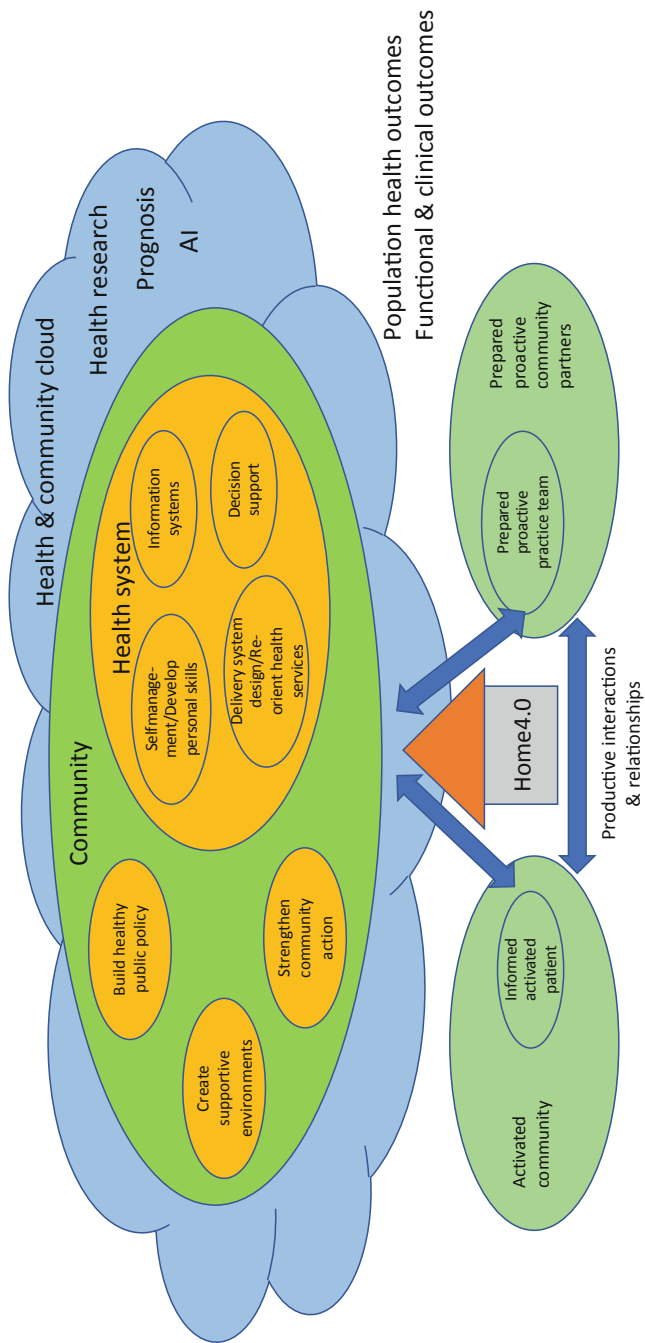 Health & community cloud
Health research
Prognosis
AI
Community
Health system
Build healthy
public policy
Create
supportive
environments
Strengthen
community
action
Selfmanage-
ment/Develop
personal skills
Information
systems
Delivery system
design/Re-
orient health
services
Decision
support
Population health outcomes
Functional & clinical outcomes
Home4.0
Activated
community
Informed
activated
patient
Productive interactions
& relationships
Prepared
proactive
practice team
Prepared
proactive
community
partners